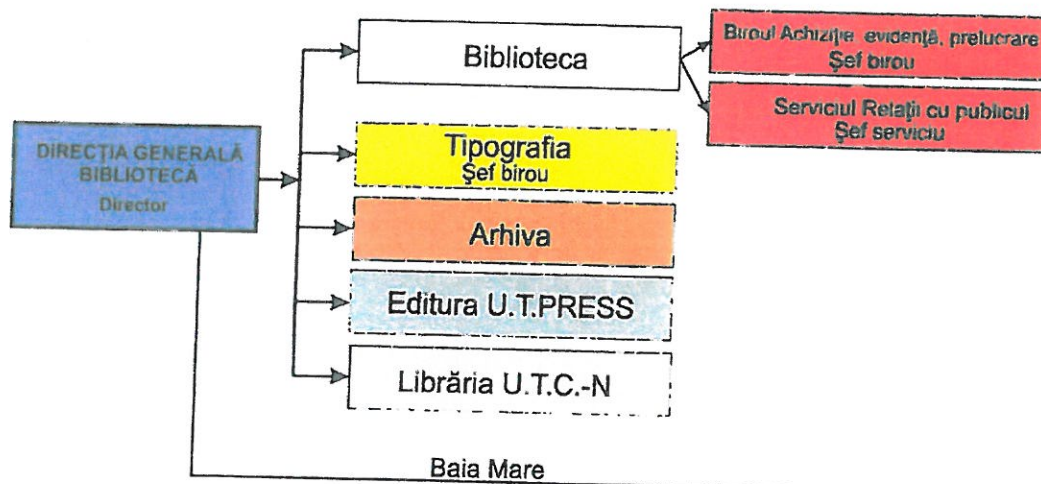 Biblioteca
Biroul Achiziție evidență, prelucrare
Șef birou
Serviciul Relații cu publicul
Șef serviciu
DIRECȚIA GENERALĂ
BIBLIOTECĂ
Director
Tipografia
Șef birou
Arhiva
Editura U.T.PRESS
Librăria U.T.C.-N
Baia Mare